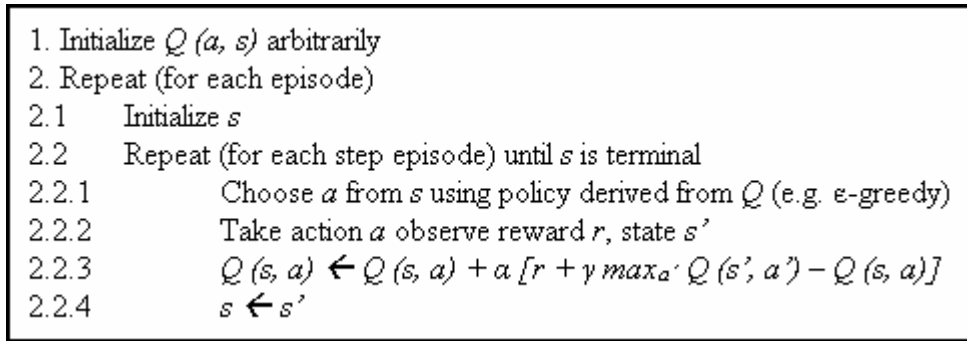 1. Initialize Q (a, s) arbitrarily
2. Repeat (for each episode)
2.1 Initialize s
2.2 Repeat (for each step episode) until s is terminal
2.2.1 Choose a from s using policy derived from Q (e.g. ε-greedy)
2.2.2 Take action a observe reward r, state s’
2.2.3 Q (s, a) ← Q (s, a) + α [r + γ maxₐ´ Q (s’, a’) – Q (s, a)]
2.2.4 s ← s’